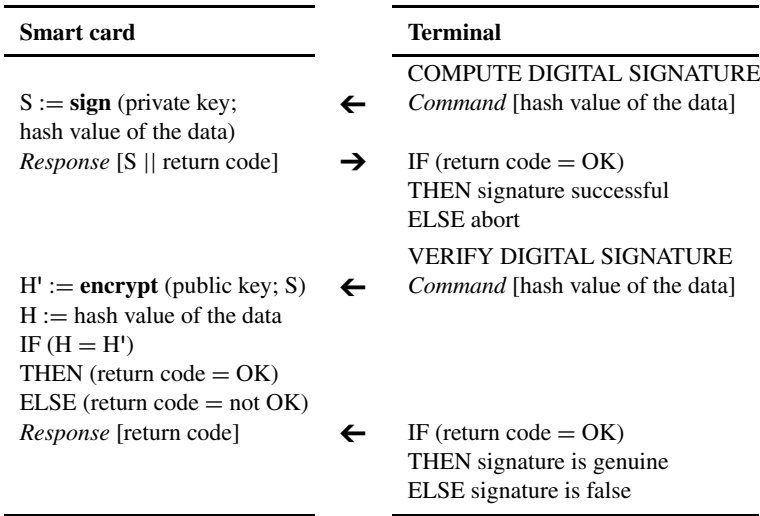 Smart card Terminal
COMPUTE DIGITAL SIGNATURE
S := sign (private key; ← Command [hash value of the data]
hash value of the data)
Response [S || return code] → IF (return code = OK)
THEN signature successful
ELSE abort
VERIFY DIGITAL SIGNATURE
H' := encrypt (public key; S) ← Command [hash value of the data]
H := hash value of the data
IF (H = H')
THEN (return code = OK)
ELSE (return code = not OK)
Response [return code] ← IF (return code = OK)
THEN signature is genuine
ELSE signature is false